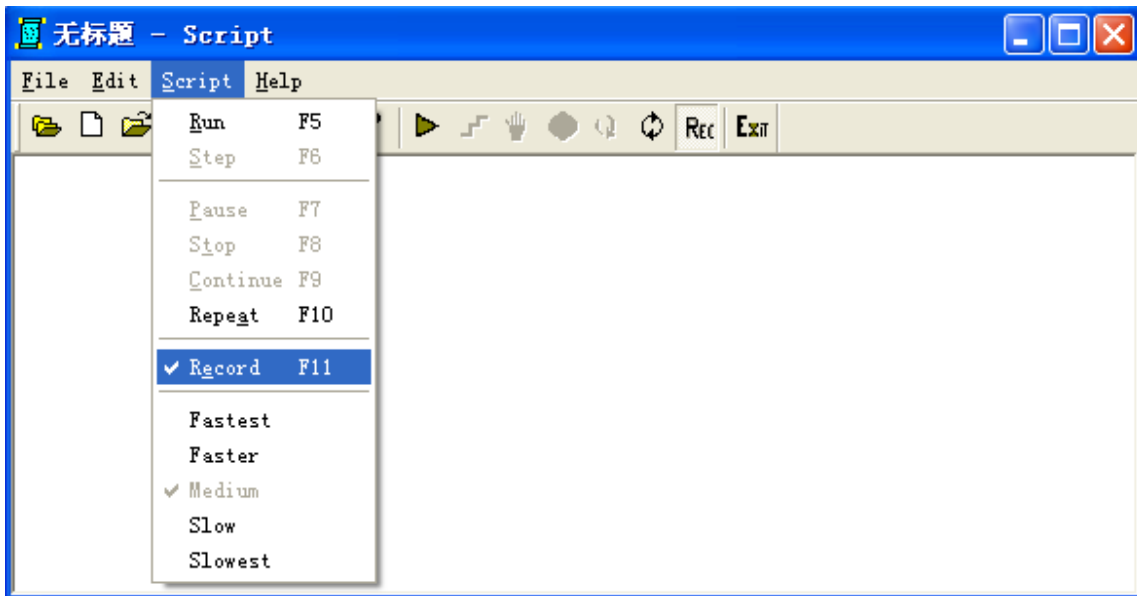 无标题 - Script
File Edit Script Help
REC EXIT
Run F5
Step F6
Pause F7
Stop F8
Continue F9
Repeat F10
Record F11
Fastest
Faster
Medium
Slow
Slowest